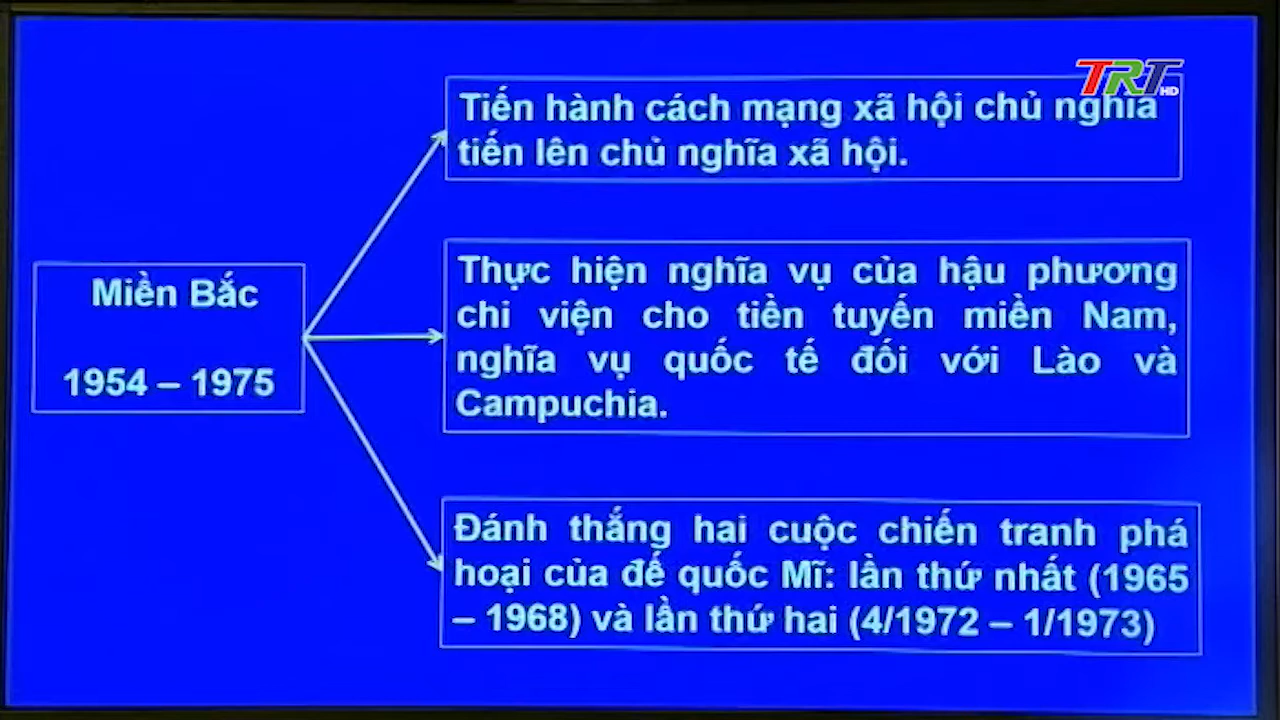 TRT HD
Tiến hành cách mạng xã hội chủ nghĩa
tiến lên chủ nghĩa xã hội.
Miền Bắc
1954 – 1975
Thực hiện nghĩa vụ của hậu phương
chi viện cho tiền tuyến miền Nam,
nghĩa vụ quốc tế đối với Lào và
Campuchia.
Đánh thắng hai cuộc chiến tranh phá
hoại của đế quốc Mĩ: lần thứ nhất (1965
– 1968) và lần thứ hai (4/1972 – 1/1973)